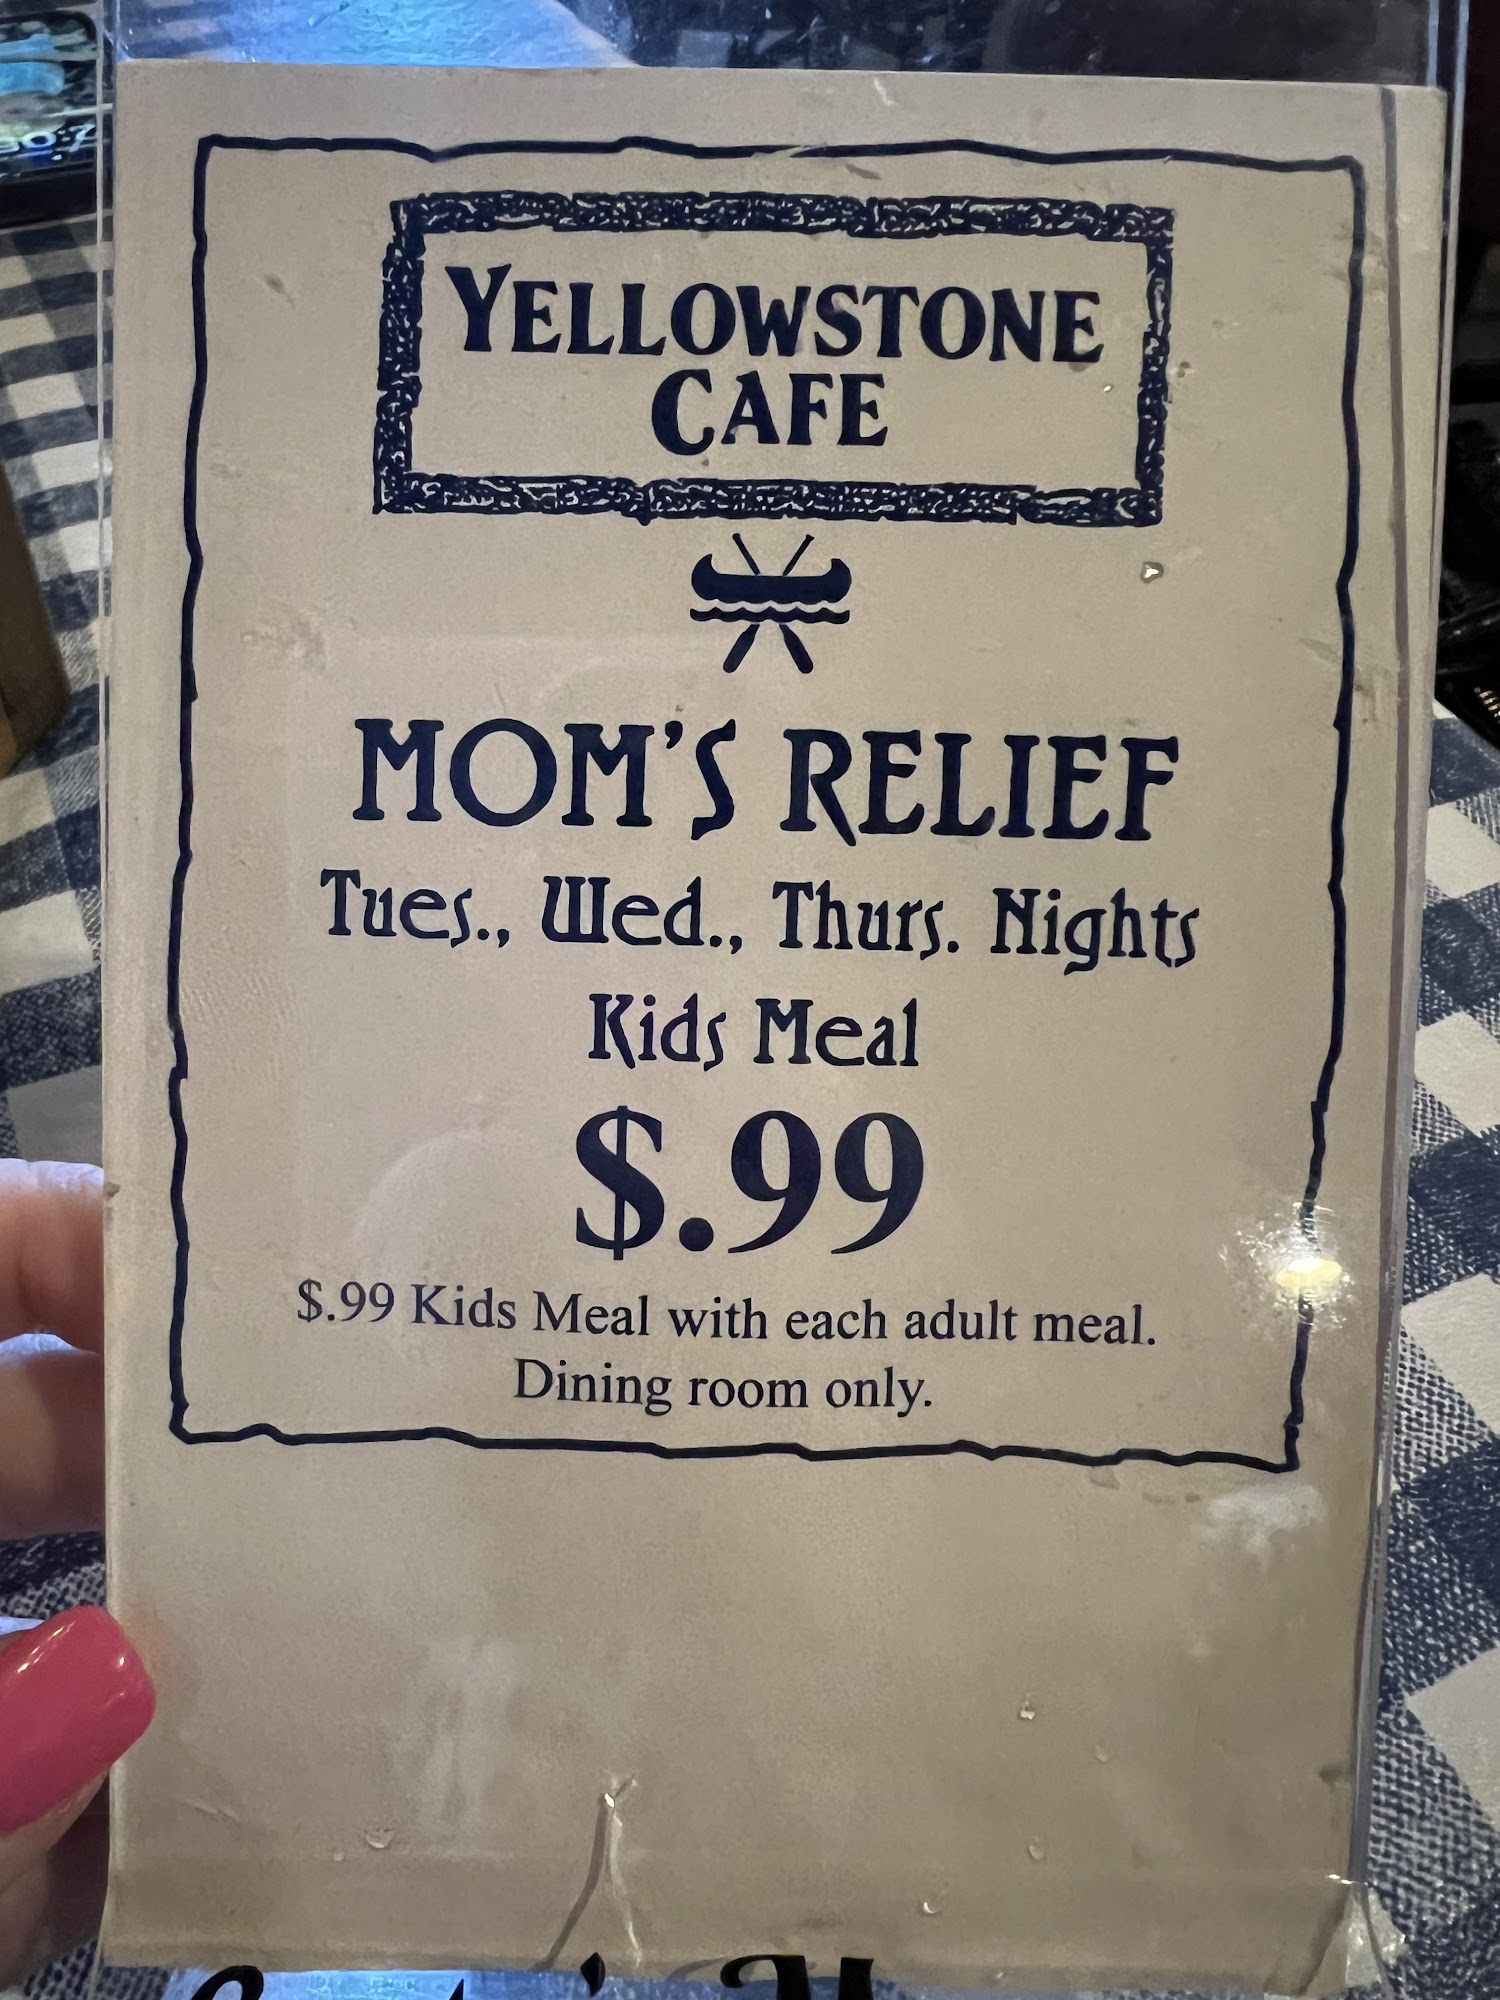 YELLOWSTONE
CAFE
MOM'S RELIEF
Tues., Wed., Thurs. Nights
Kids Meal
$.99
$.99 Kids Meal with each adult meal.
Dining room only.